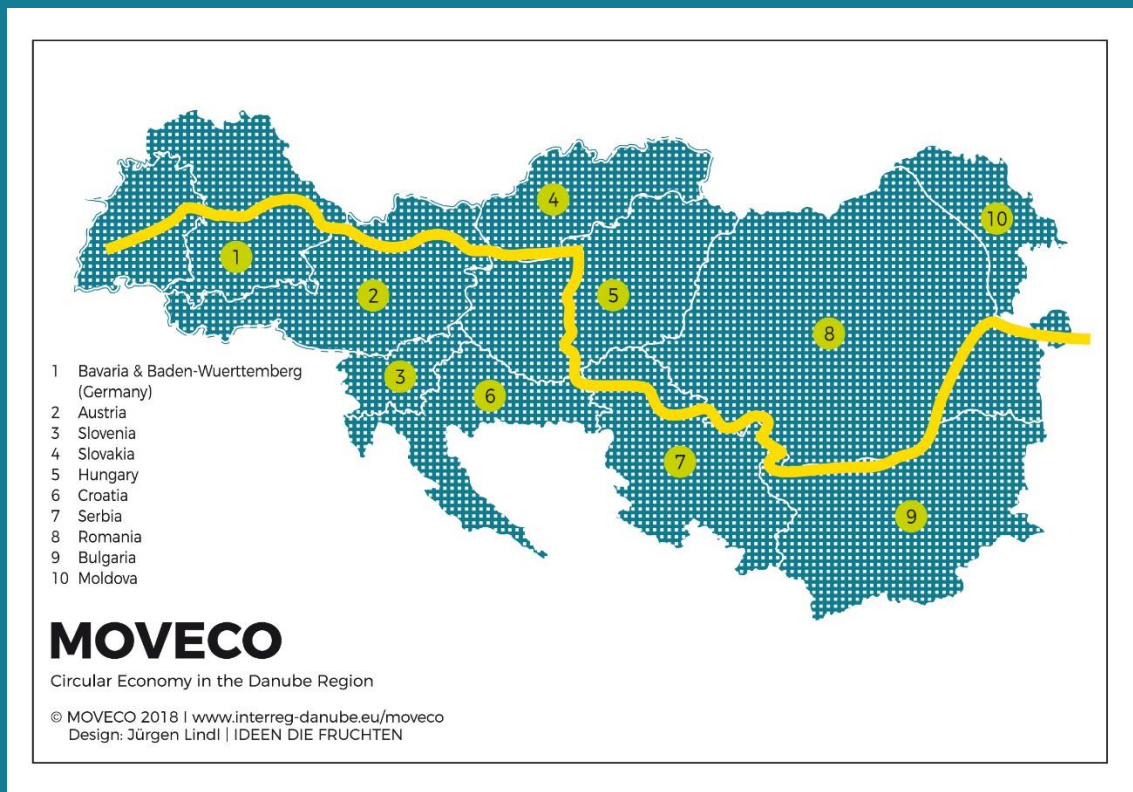 4
10
1
2
5
8
3
6
7
9
1 Bavaria & Baden-Wuerttemberg
(Germany)
2 Austria
3 Slovenia
4 Slovakia
5 Hungary
6 Croatia
7 Serbia
8 Romania
9 Bulgaria
10 Moldova
MOVECO
Circular Economy in the Danube Region
© MOVECO 2018 I www.interreg-danube.eu/moveco
Design: Jürgen Lindl | IDEEN DIE FRUCHTEN